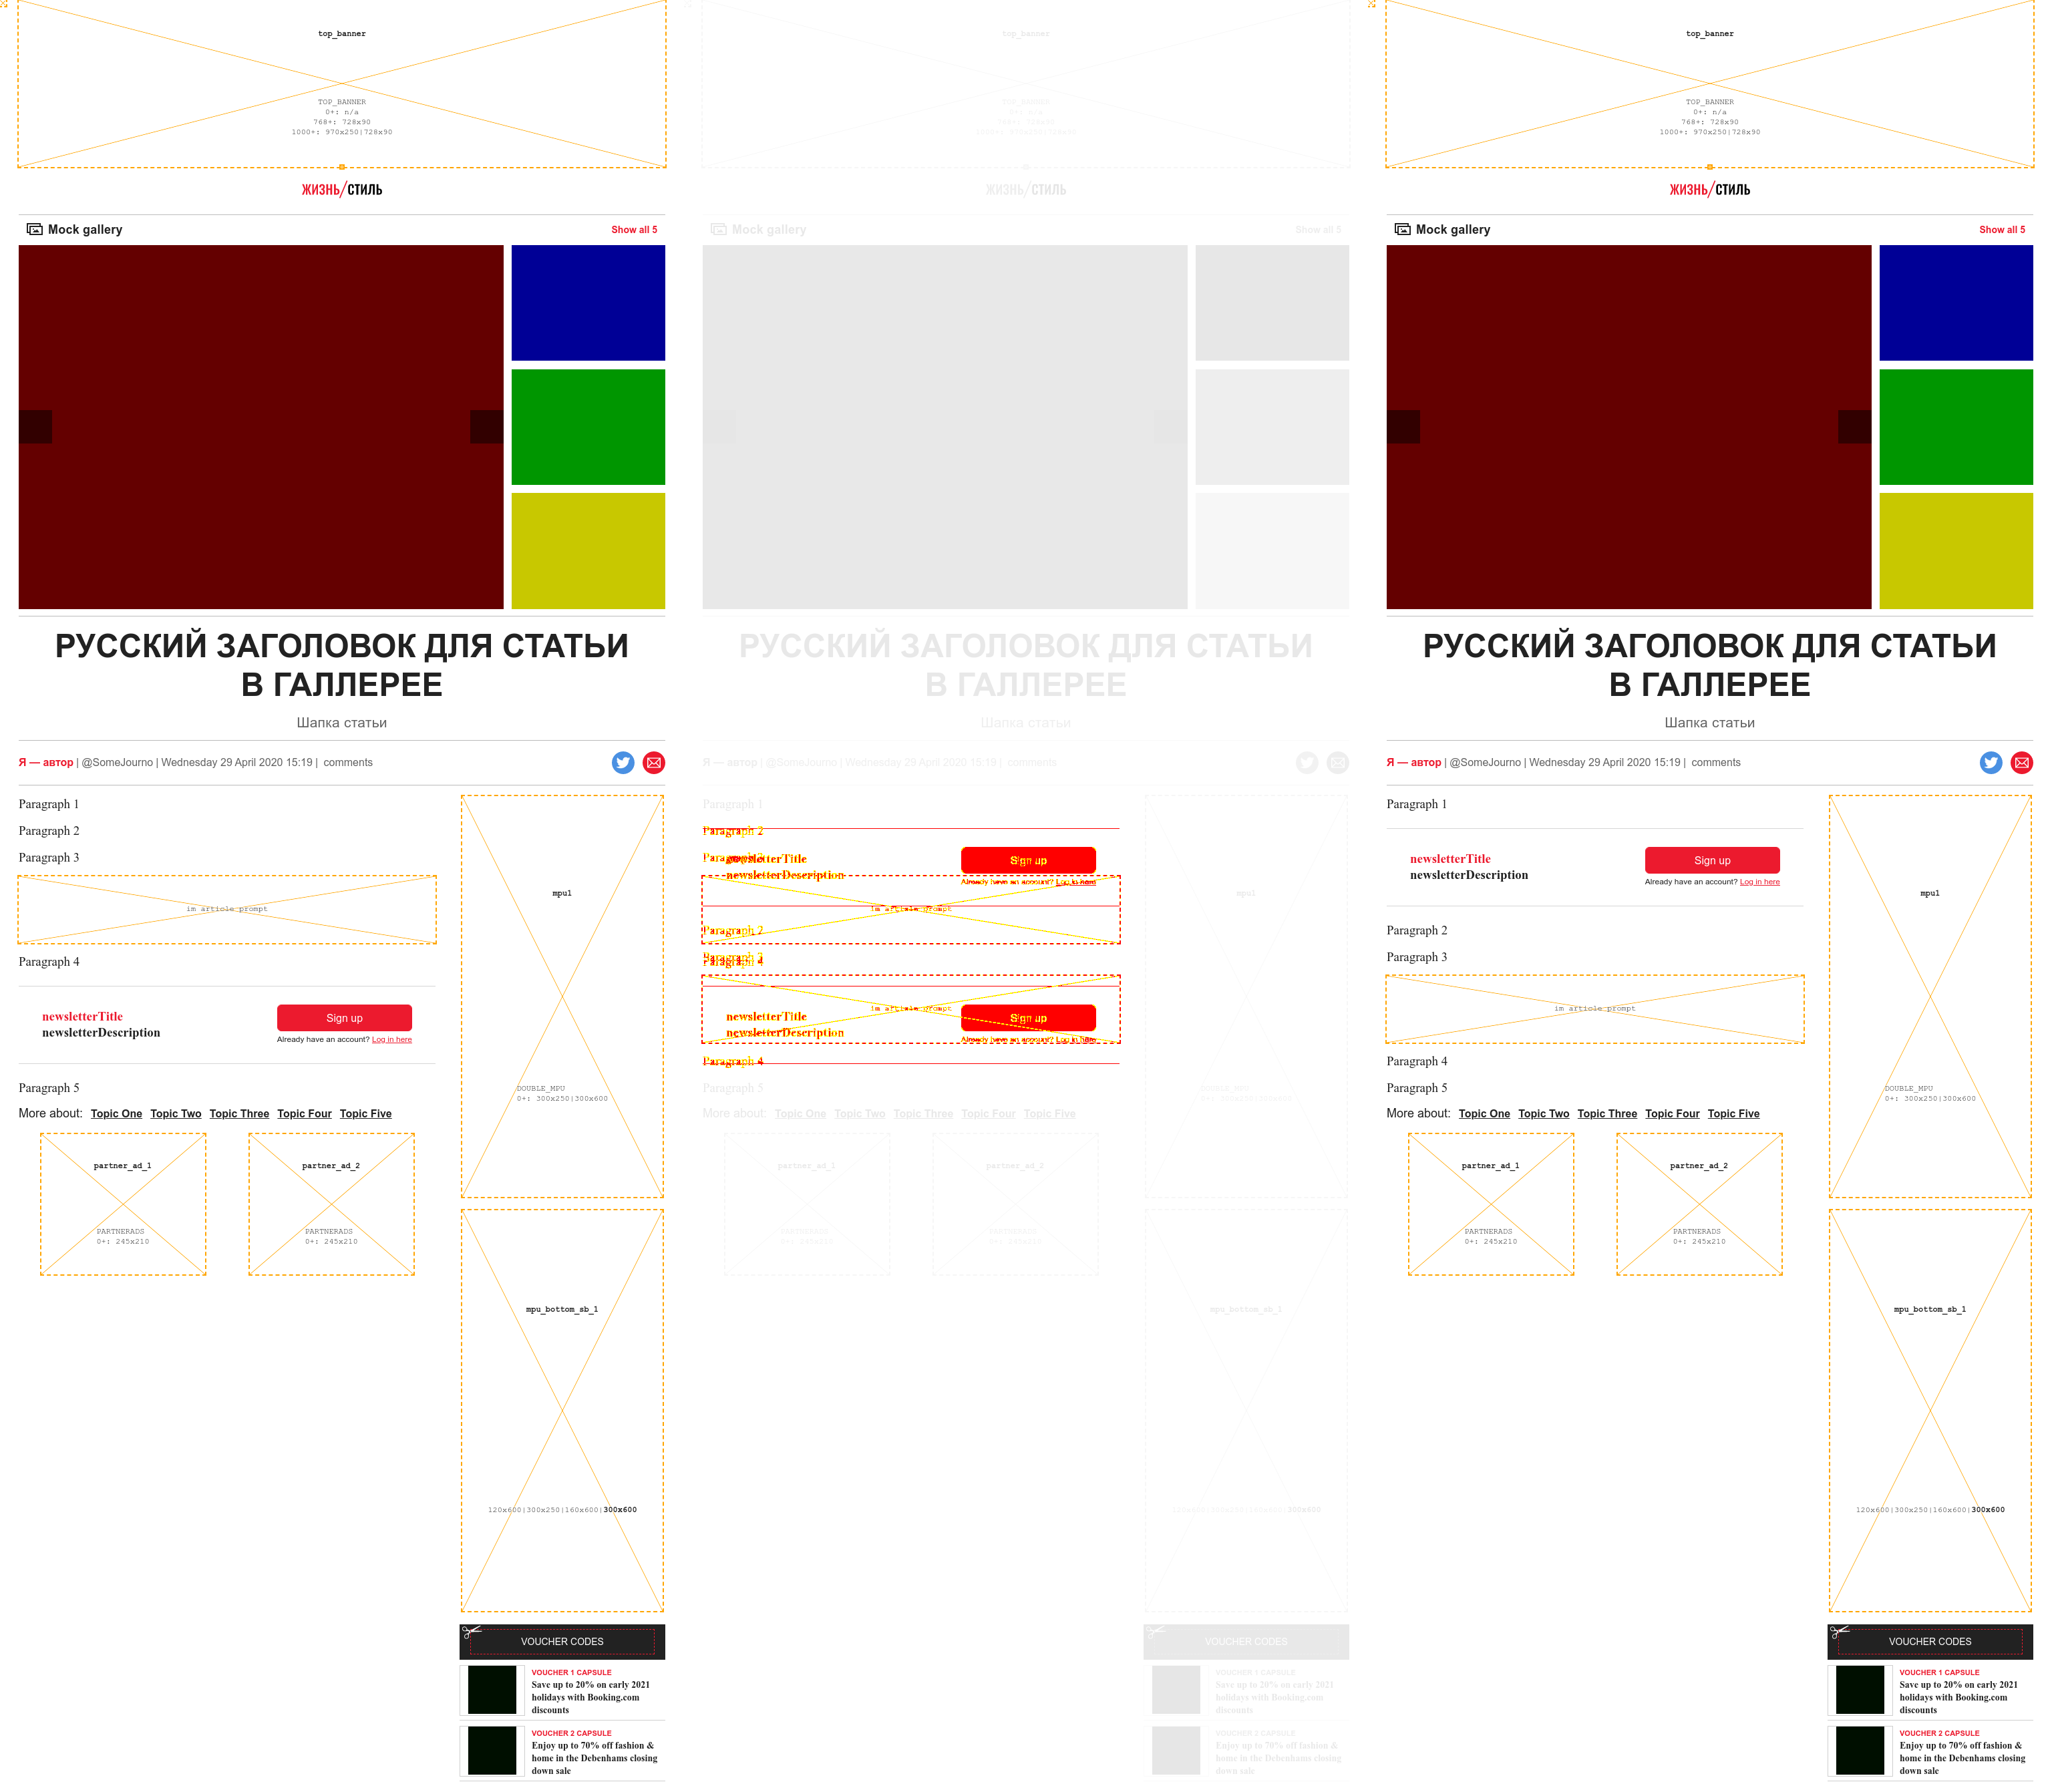 top_banner
TOP_BANNER
0+: n/a
768+: 728x90
1000+: 970x250|728x90
ЖИЗНЬ/СТИЛЬ
Mock gallery
Show all 5
РУССКИЙ ЗАГОЛОВОК ДЛЯ СТАТЬИ
В ГАЛЛЕРЕЕ
Шапка статьи
Я — автор | @SomeJourno | Wednesday 29 April 2020 15:19 | comments
Paragraph 1
Paragraph 2
Paragraph 3
im article prompt
Paragraph 4
newsletterTitle
newsletterDescription
Sign up
Already have an account? Log in here
Paragraph 5
More about: Topic One Topic Two Topic Three Topic Four Topic Five
partner_ad_1
PARTNERADS
0+: 245x210
partner_ad_2
PARTNERADS
0+: 245x210
mpu1
DOUBLE_MPU
0+: 300x250|300x600
mpu_bottom_sb_1
120x600|300x250|160x600|300x600
VOUCHER CODES
VOUCHER 1 CAPSULE
Save up to 20% on early 2021
holidays with Booking.com
discounts
VOUCHER 2 CAPSULE
Enjoy up to 70% off fashion &
home in the Debenhams closing
down sale
top_banner
TOP_BANNER
0+: n/a
768+: 728x90
1000+: 970x250|728x90
ЖИЗНЬ/СТИЛЬ
Mock gallery
Show all 5
РУССКИЙ ЗАГОЛОВОК ДЛЯ СТАТЬИ
В ГАЛЛЕРЕЕ
Шапка статьи
Я — автор | @SomeJourno | Wednesday 29 April 2020 15:19 | comments
Paragraph 1
Paragraph 2
Paragraph 3
newsletterTitle
newsletterDescription
Sign up
Already have an account? Log in here
im article prompt
Paragraph 2
Paragraph 4
im article prompt
newsletterTitle
newsletterDescription
Sign up
Already have an account? Log in here
Paragraph 4
Paragraph 5
More about: Topic One Topic Two Topic Three Topic Four Topic Five
partner_ad_1
PARTNERADS
0+: 245x210
partner_ad_2
PARTNERADS
0+: 245x210
mpu1
DOUBLE_MPU
0+: 300x250|300x600
mpu_bottom_sb_1
120x600|300x250|160x600|300x600
VOUCHER CODES
VOUCHER 1 CAPSULE
Save up to 20% on early 2021
holidays with Booking.com
discounts
VOUCHER 2 CAPSULE
Enjoy up to 70% off fashion &
home in the Debenhams closing
down sale
top_banner
TOP_BANNER
0+: n/a
768+: 728x90
1000+: 970x250|728x90
ЖИЗНЬ/СТИЛЬ
Mock gallery
Show all 5
РУССКИЙ ЗАГОЛОВОК ДЛЯ СТАТЬИ
В ГАЛЛЕРЕЕ
Шапка статьи
Я — автор | @SomeJourno | Wednesday 29 April 2020 15:19 | comments
Paragraph 1
newsletterTitle
newsletterDescription
Sign up
Already have an account? Log in here
Paragraph 2
Paragraph 3
im article prompt
Paragraph 4
Paragraph 5
More about: Topic One Topic Two Topic Three Topic Four Topic Five
partner_ad_1
PARTNERADS
0+: 245x210
partner_ad_2
PARTNERADS
0+: 245x210
mpu1
DOUBLE_MPU
0+: 300x250|300x600
mpu_bottom_sb_1
120x600|300x250|160x600|300x600
VOUCHER CODES
VOUCHER 1 CAPSULE
Save up to 20% on early 2021
holidays with Booking.com
discounts
VOUCHER 2 CAPSULE
Enjoy up to 70% off fashion &
home in the Debenhams closing
down sale